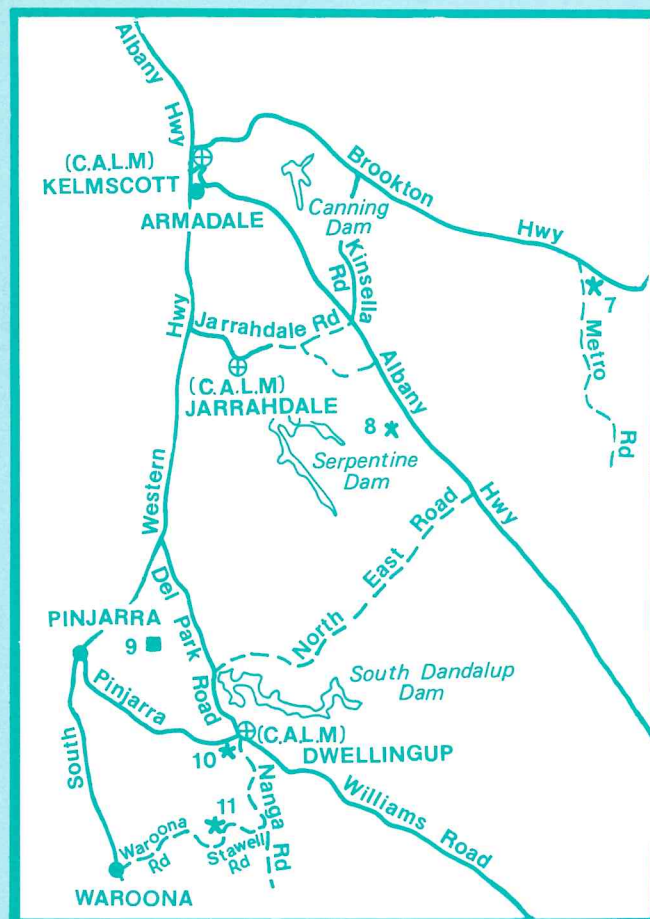 Albany Hwy
(C.A.L.M)
KELMSCOTT
ARMADALE
Brookton Hwy
Canning
Dam
Kinsella
Rd
7
Metro Rd
Hwy
Jarrahdale Rd
(C.A.L.M)
JARRAHDALE
Albany Hwy
8
Serpentine
Dam
Western
North East Road
Del Park Road
PINJARRA
9
South Dandalup
Dam
Pinjarra
(C.A.L.M)
DWELLINGUP
10
Williams Road
South
Nanga Rd
11
Waroona
Rd
Stawell
Rd
WAROONA